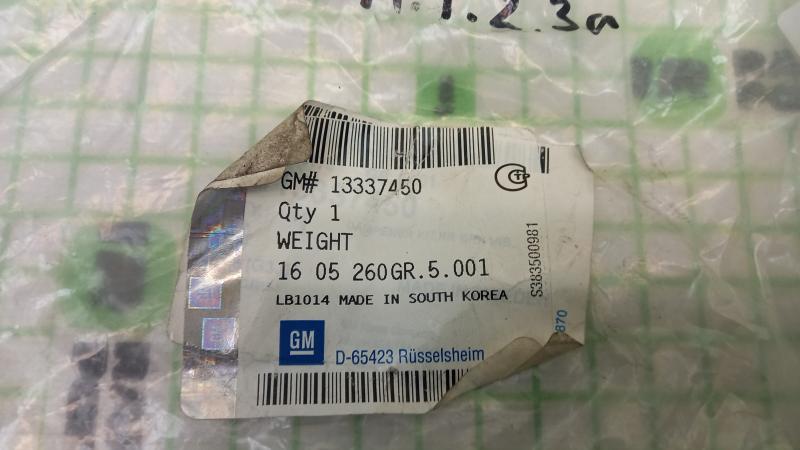 GM# 13337450
Qty 1
WEIGHT
16 05 260GR.5.001
LB1014 MADE IN SOUTH KOREA
GM
D-65423 Rüsselsheim
S383500981
870